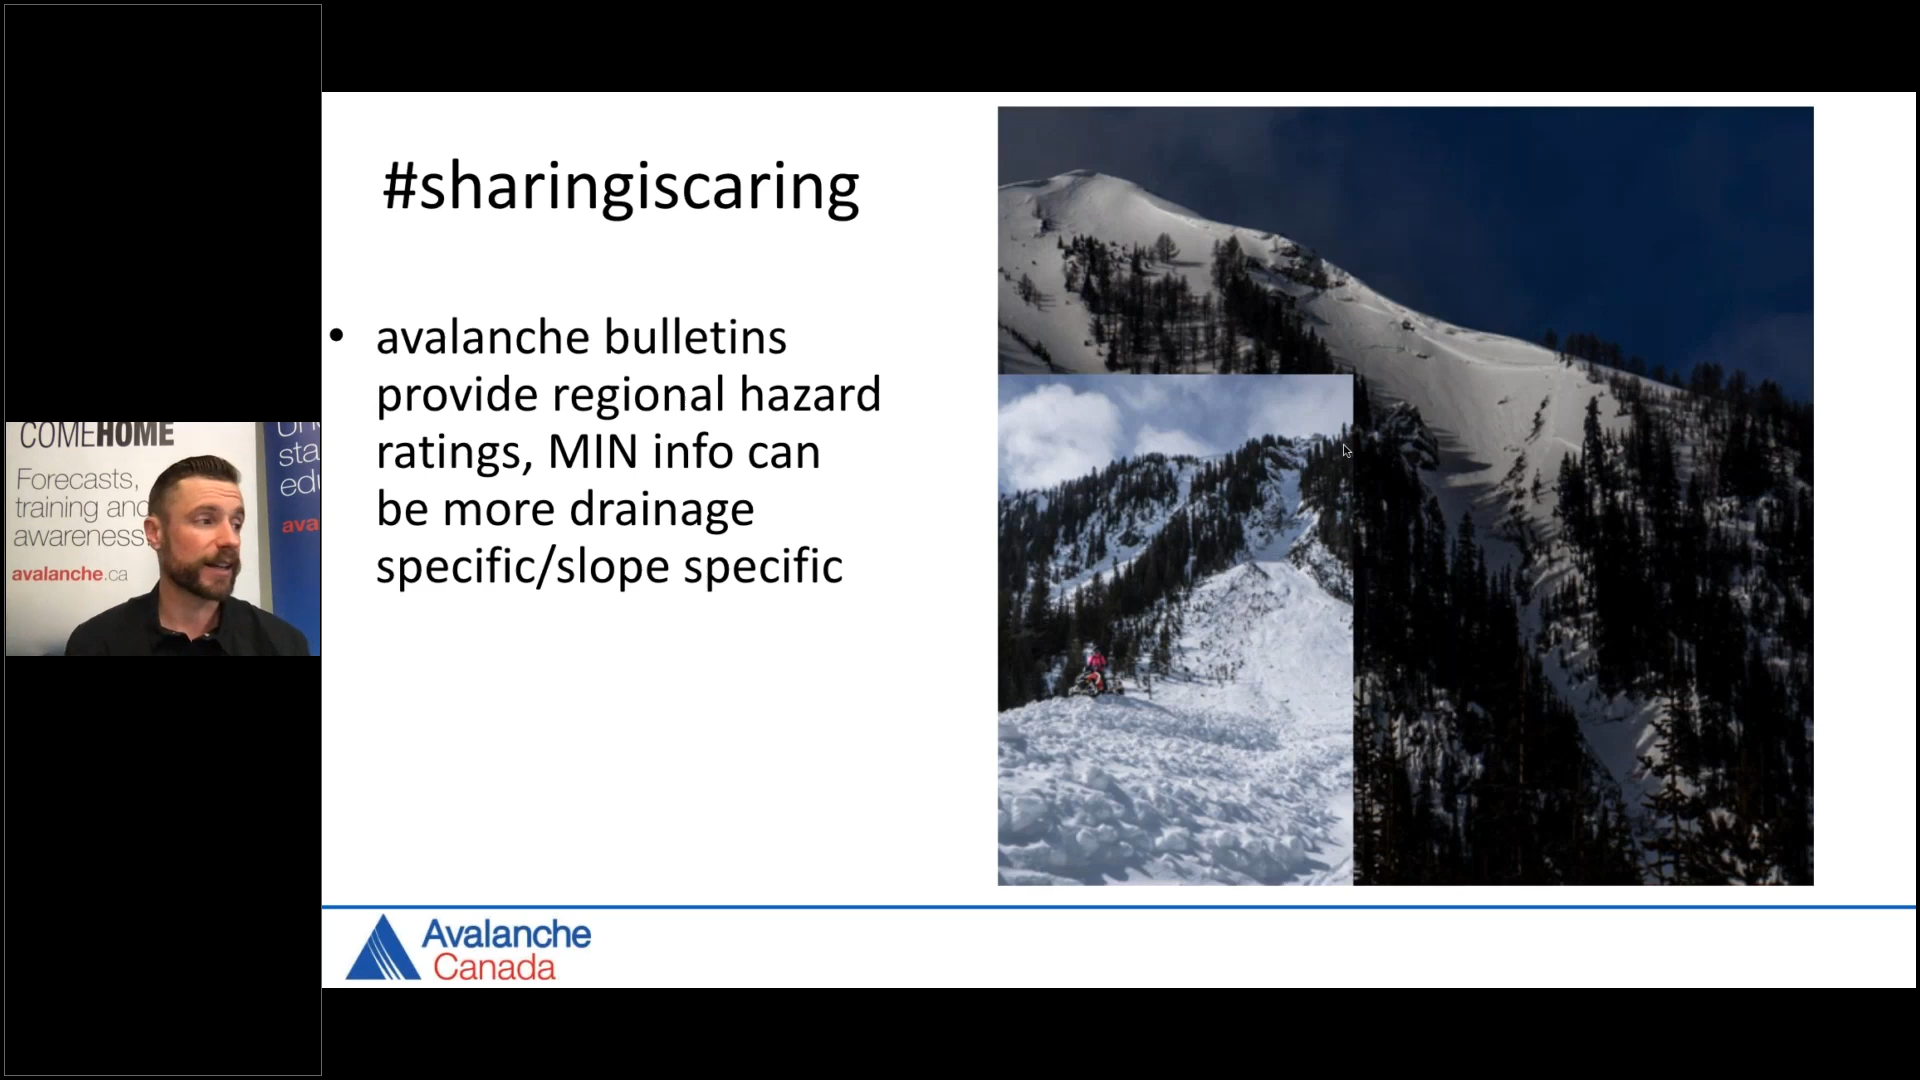 COMEHOME
Forecasts,
training and
awareness.
avalanche.ca
#sharingiscaring
• avalanche bulletins
provide regional hazard
ratings, MIN info can
be more drainage
specific/slope specific
Avalanche
Canada